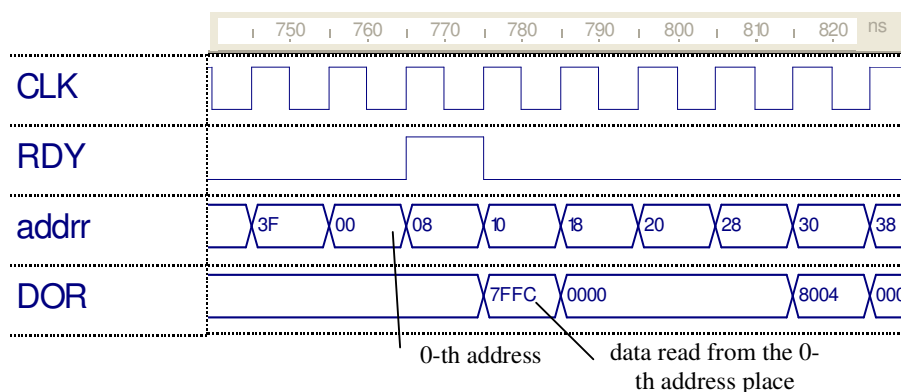 750 760 770 780 790 800 810 820 ns
CLK
RDY
addrr 3F 00 08 10 18 20 28 30 38
DOR 7FFC 0000 8004 000
0-th address
data read from the 0-
th address place